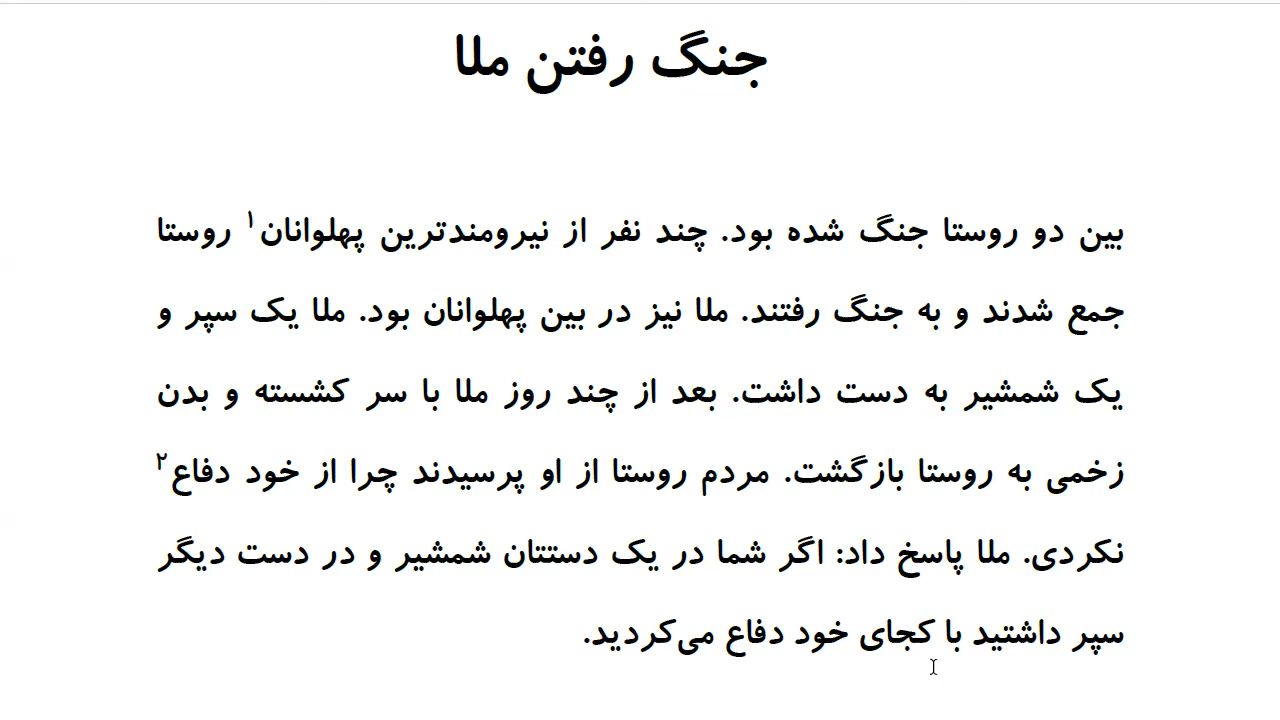 جنگ رفتن ملا
بین دو روستا جنگ شده بود. چند نفر از نیرومندترین پهلوانان۱ روستا
جمع شدند و به جنگ رفتند. ملا نیز در بین پهلوانان بود. ملا یک سپر و
یک شمشیر به دست داشت. بعد از چند روز ملا با سر کشسته و بدن
زخمی به روستا بازگشت. مردم روستا از او پرسیدند چرا از خود دفاع۲
نکردی. ملا پاسخ داد: اگر شما در یک دستتان شمشیر و در دست دیگر
سپر داشتید با کجای خود دفاع می‌کردید.